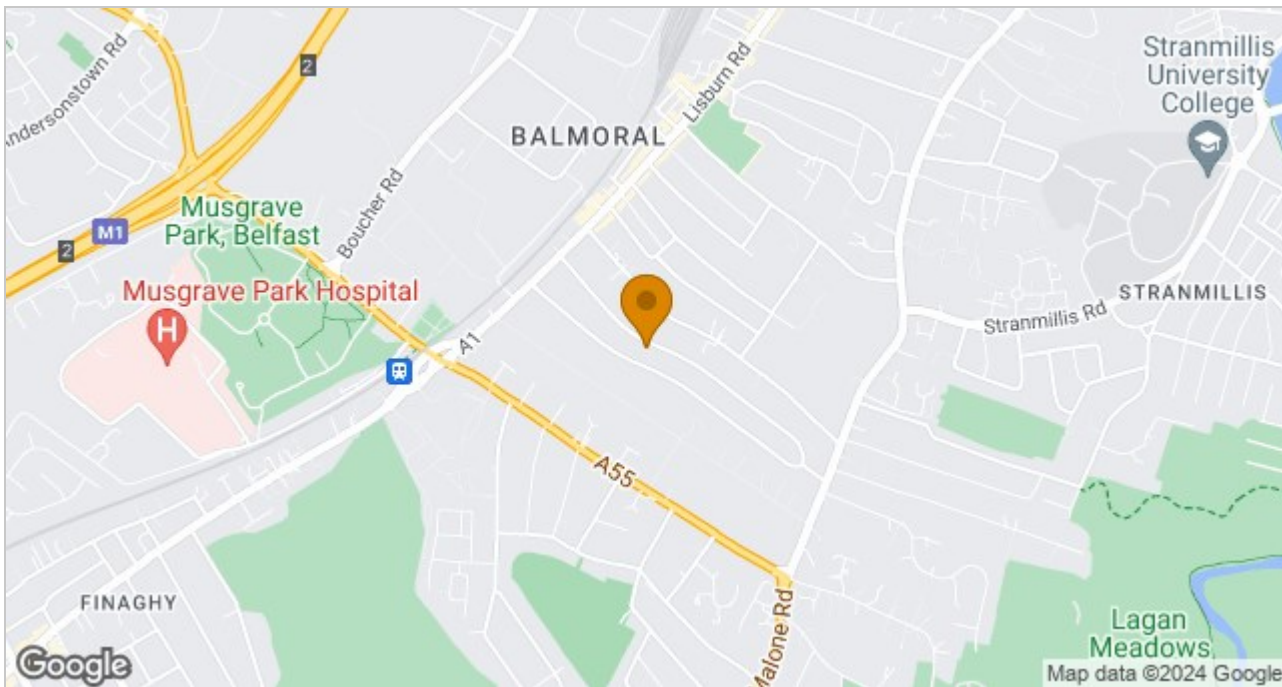 Andersonstown Rd
2
Lisburn Rd
BALMORAL
Stranmillis
University
College
Boucher Rd
Musgrave
Park, Belfast
M1
2
Musgrave Park Hospital
H
A1
STRANMILLIS
Stranmillis Rd
A55
FINAGHY
Malone Rd
Lagan
Meadows
Google
Map data ©2024 Google